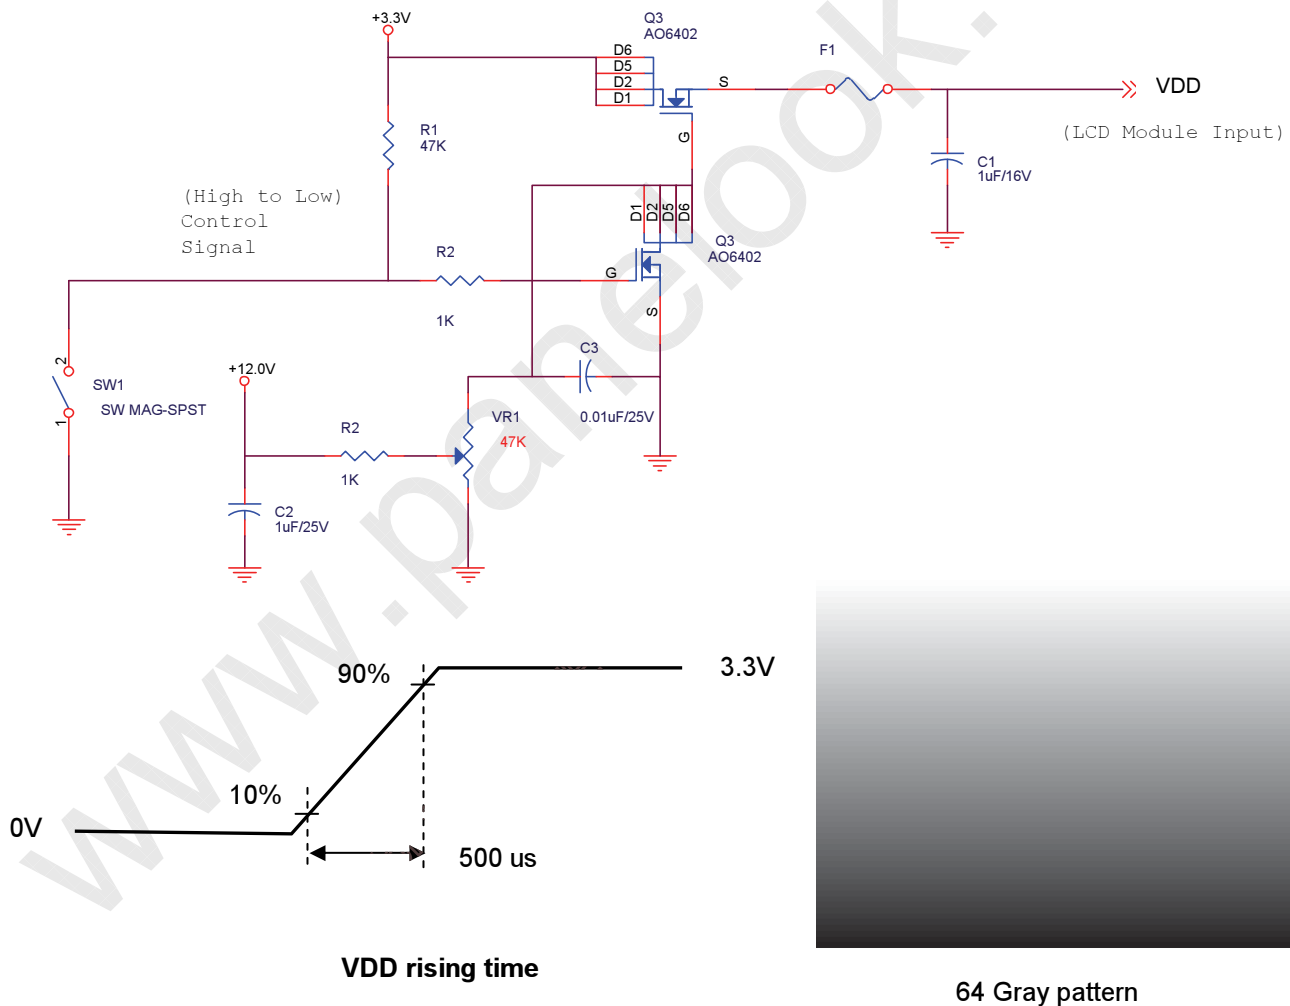 +3.3V
Q3
AO6402
D6
D5
D2
D1
S
G
F1
VDD
(LCD Module Input)
R1
47K
C1
1uF/16V
(High to Low)
Control
Signal
D1
D2
D5
D6
Q3
AO6402
R2
1K
G
S
+12.0V
2
1
SW1
SW MAG-SPST
C3
0.01uF/25V
VR1
47K
R2
1K
C2
1uF/25V
www.panelook.
90%
3.3V
10%
0V
500 us
VDD rising time
64 Gray pattern